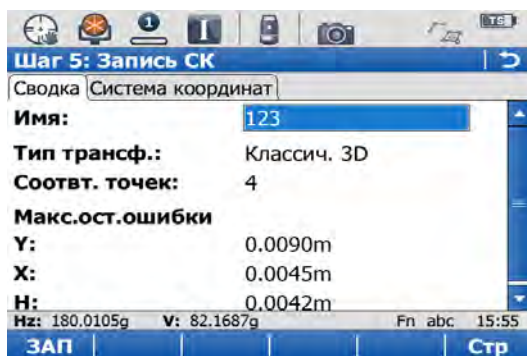 1
I
TS
Шаг 5: Запись СК
Сводка Система координат
Имя: 123
Тип трансф.: Классич. 3D
Соотвт. точек: 4
Макс.ост.ошибки
Y: 0.0090m
X: 0.0045m
H: 0.0042m
Hz: 180.0105g V: 82.1687g Fn abc 15:55
ЗАП Стр